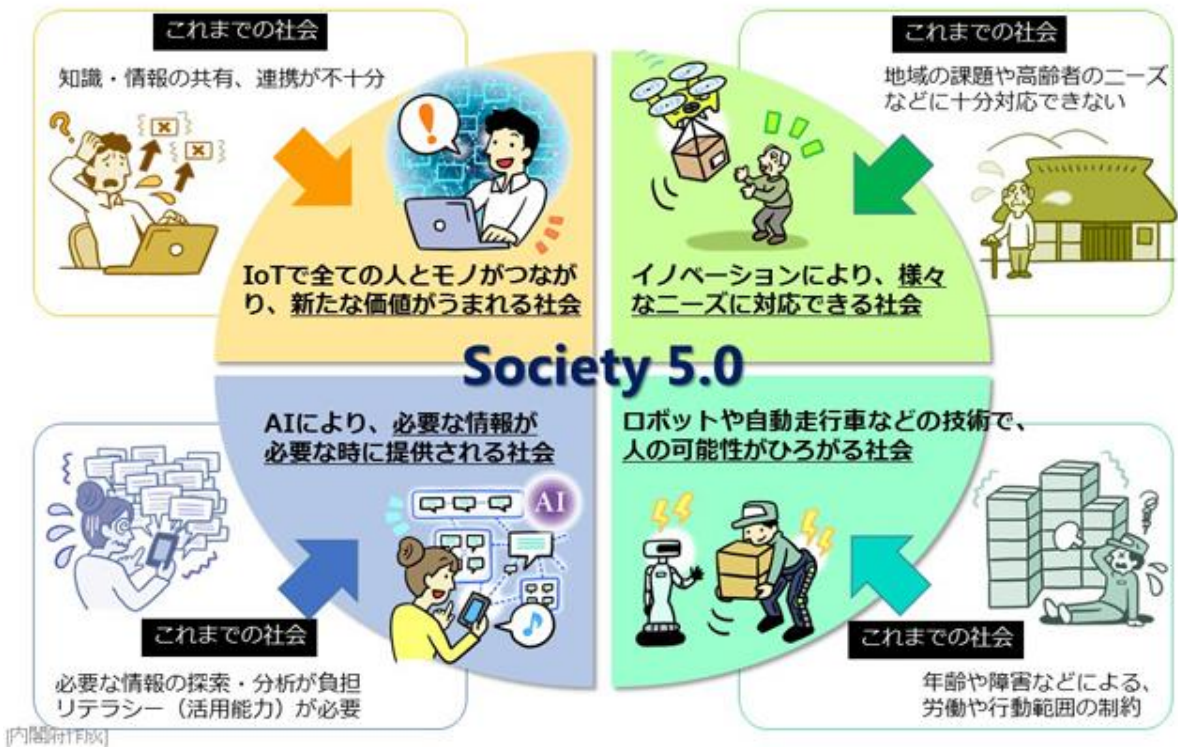 これまでの社会
知識・情報の共有、連携が不十分
IoTで全ての人とモノがつなが
り、新たな価値がうまれる社会
これまでの社会
地域の課題や高齢者のニーズ
などに十分対応できない
イノベーションにより、様々
なニーズに対応できる社会
Society 5.0
AIにより、必要な情報が
必要な時に提供される社会
AI
これまでの社会
必要な情報の探索・分析が負担
リテラシー（活用能力）が必要
ロボットや自動走行車などの技術で、
人の可能性がひろがる社会
これまでの社会
年齢や障害などによる、
労働や行動範囲の制約
[内閣府作成]